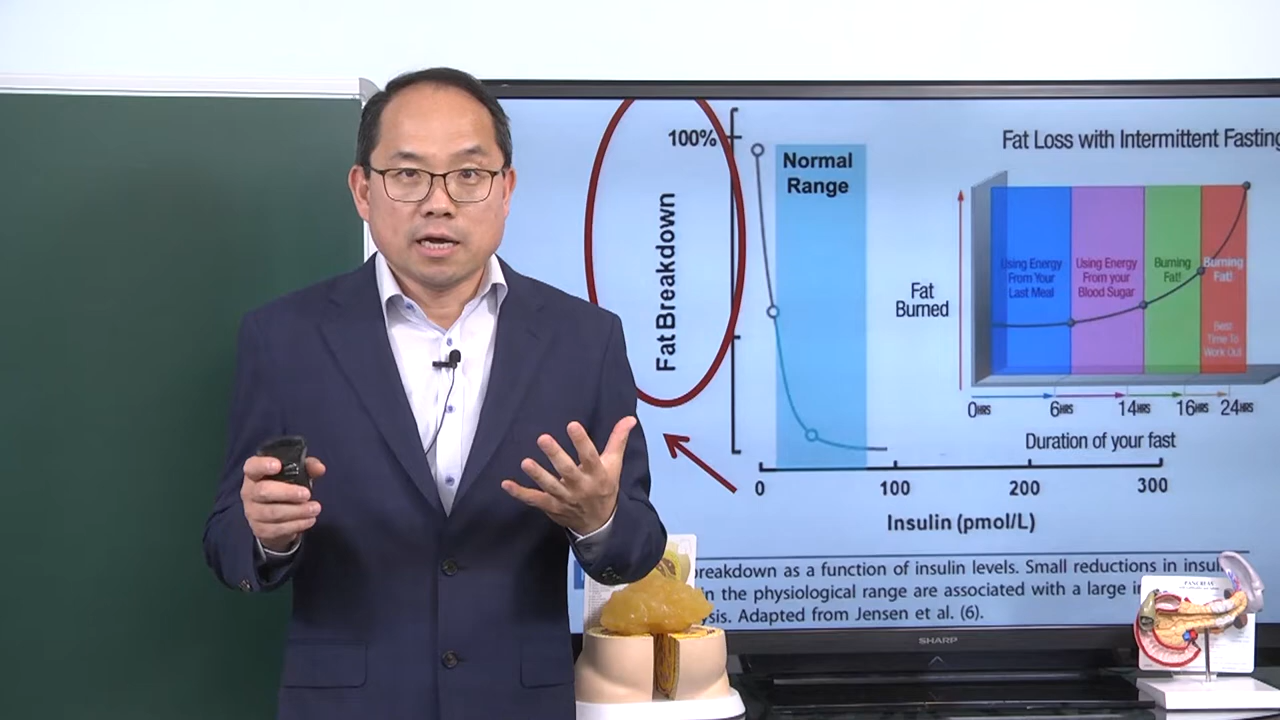 100%
Fat Breakdown
Normal
Range
Fat Loss with Intermittent Fasting
Fat
Burned
Using Energy
From Your
Last Meal
Using Energy
From your
Blood Sugar
Burning
Fat!
Burning
Fat!
Best
Time To
Work Out
0HRS
6HRS
14HRS
16HRS
24HRS
Duration of your fast
0
100
200
300
Insulin (pmol/L)
breakdown as a function of insulin levels. Small reductions in
in the physiological range are associated with a large
Adapted from Jensen et al. (6).
SHARP
PANCREAS